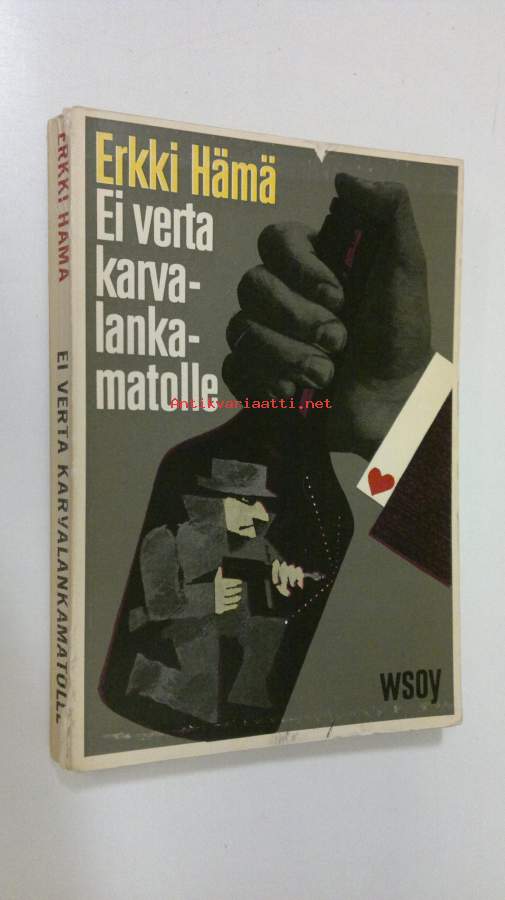 Erkki Hämä
Ei verta
karva-
lanka-
matolle
Antikvariaatti.net
wsoy
ERKKI HÄMÄ EI VERTA KARVALANKAMATOLLE